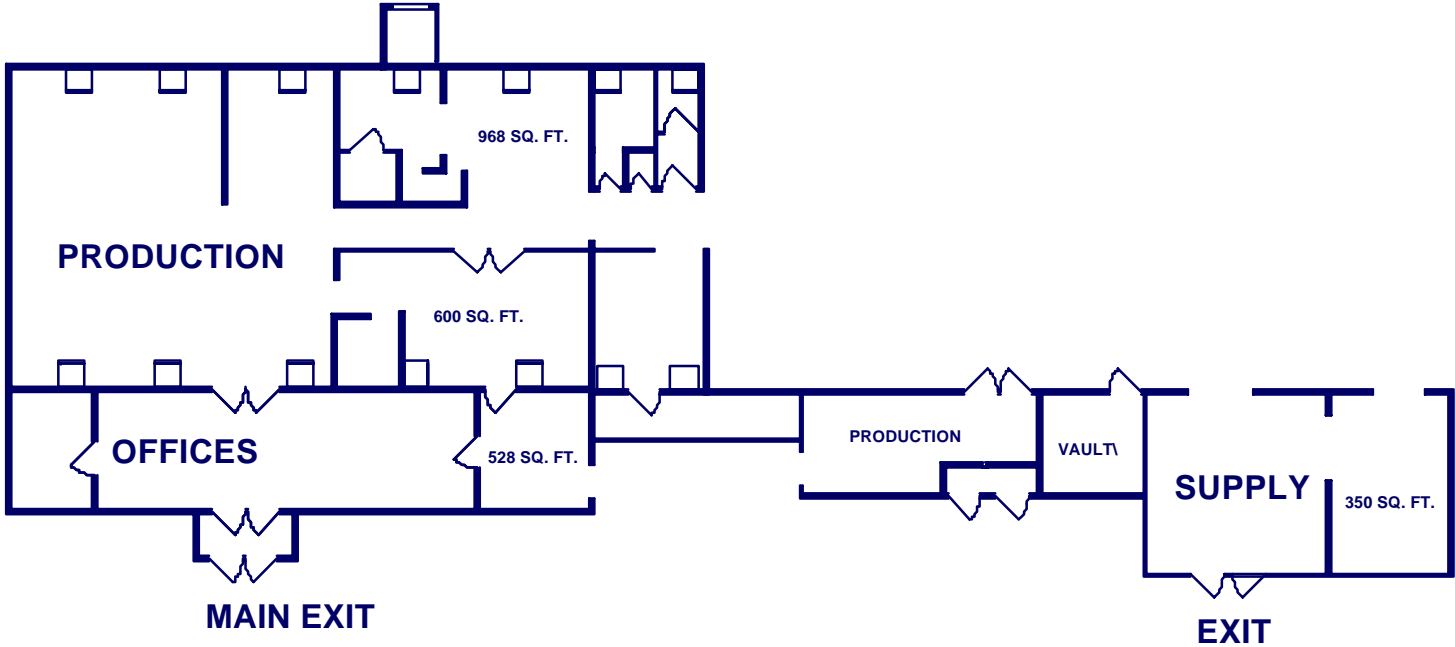 968 SQ. FT.
PRODUCTION
600 SQ. FT.
OFFICES
528 SQ. FT.
PRODUCTION
VAULT\
SUPPLY
350 SQ. FT.
MAIN EXIT
EXIT